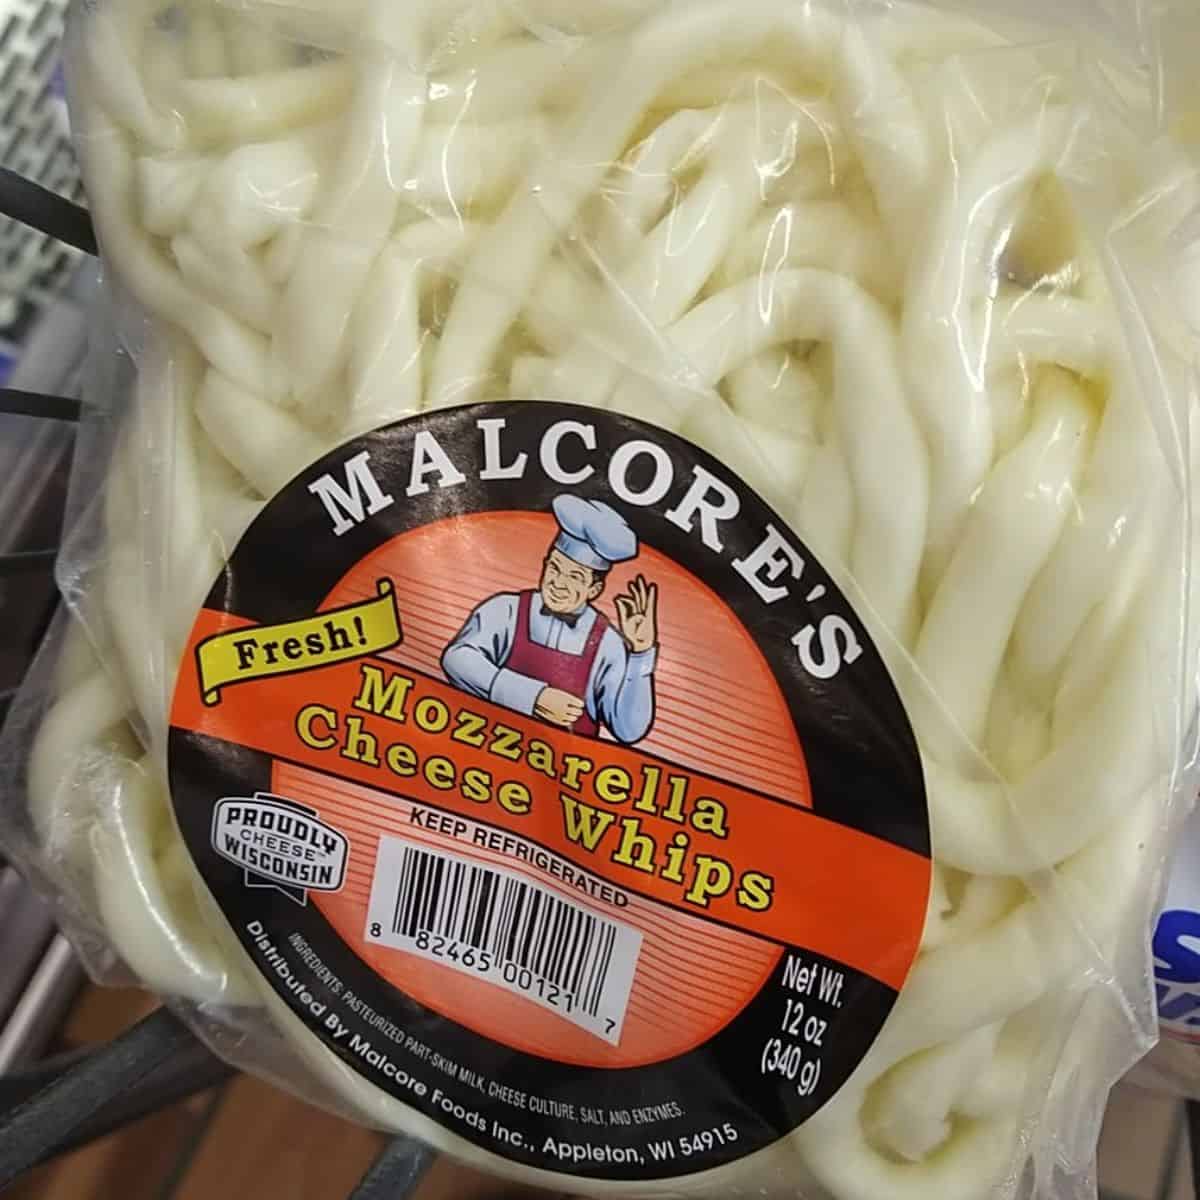 MALCORE'S
Fresh!
Mozzarella
Cheese Whips
KEEP REFRIGERATED
PROUDLY
CHEESE™
WISCONSIN
8 82465 00121 7
Net Wt.
12 oz
(340 g)
INGREDIENTS: PASTEURIZED PART-SKIM MILK, CHEESE CULTURE, SALT, AND ENZYMES.
Distributed By Malcore Foods Inc., Appleton, WI 54915